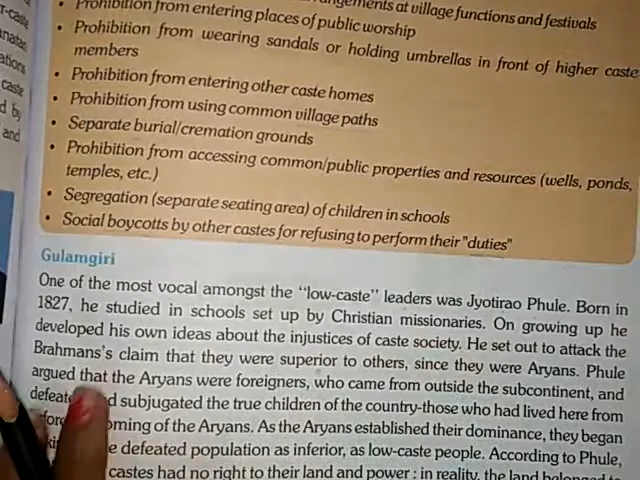 r-caste
anatan
ations
caste
d by
and
arrangements at village functions and festivals
• Prohibition from entering places of public worship
• Prohibition from wearing sandals or holding umbrellas in front of higher caste
members
• Prohibition from entering other caste homes
• Prohibition from using common village paths
• Separate burial/cremation grounds
• Prohibition from accessing common/public properties and resources (wells, ponds,
temples, etc.)
• Segregation (separate seating area) of children in schools
• Social boycotts by other castes for refusing to perform their "duties"
Gulamgiri
One of the most vocal amongst the “low-caste” leaders was Jyotirao Phule. Born in
1827, he studied in schools set up by Christian missionaries. On growing up he
developed his own ideas about the injustices of caste society. He set out to attack the
Brahmans's claim that they were superior to others, since they were Aryans. Phule
argued that the Aryans were foreigners, who came from outside the subcontinent, and
defeated subjugated the true children of the country-those who had lived here from
oming of the Aryans. As the Aryans established their dominance, they began
e defeated population as inferior, as low-caste people. According to Phule,
castes had no right to their land and power : in reality, the land belonged to